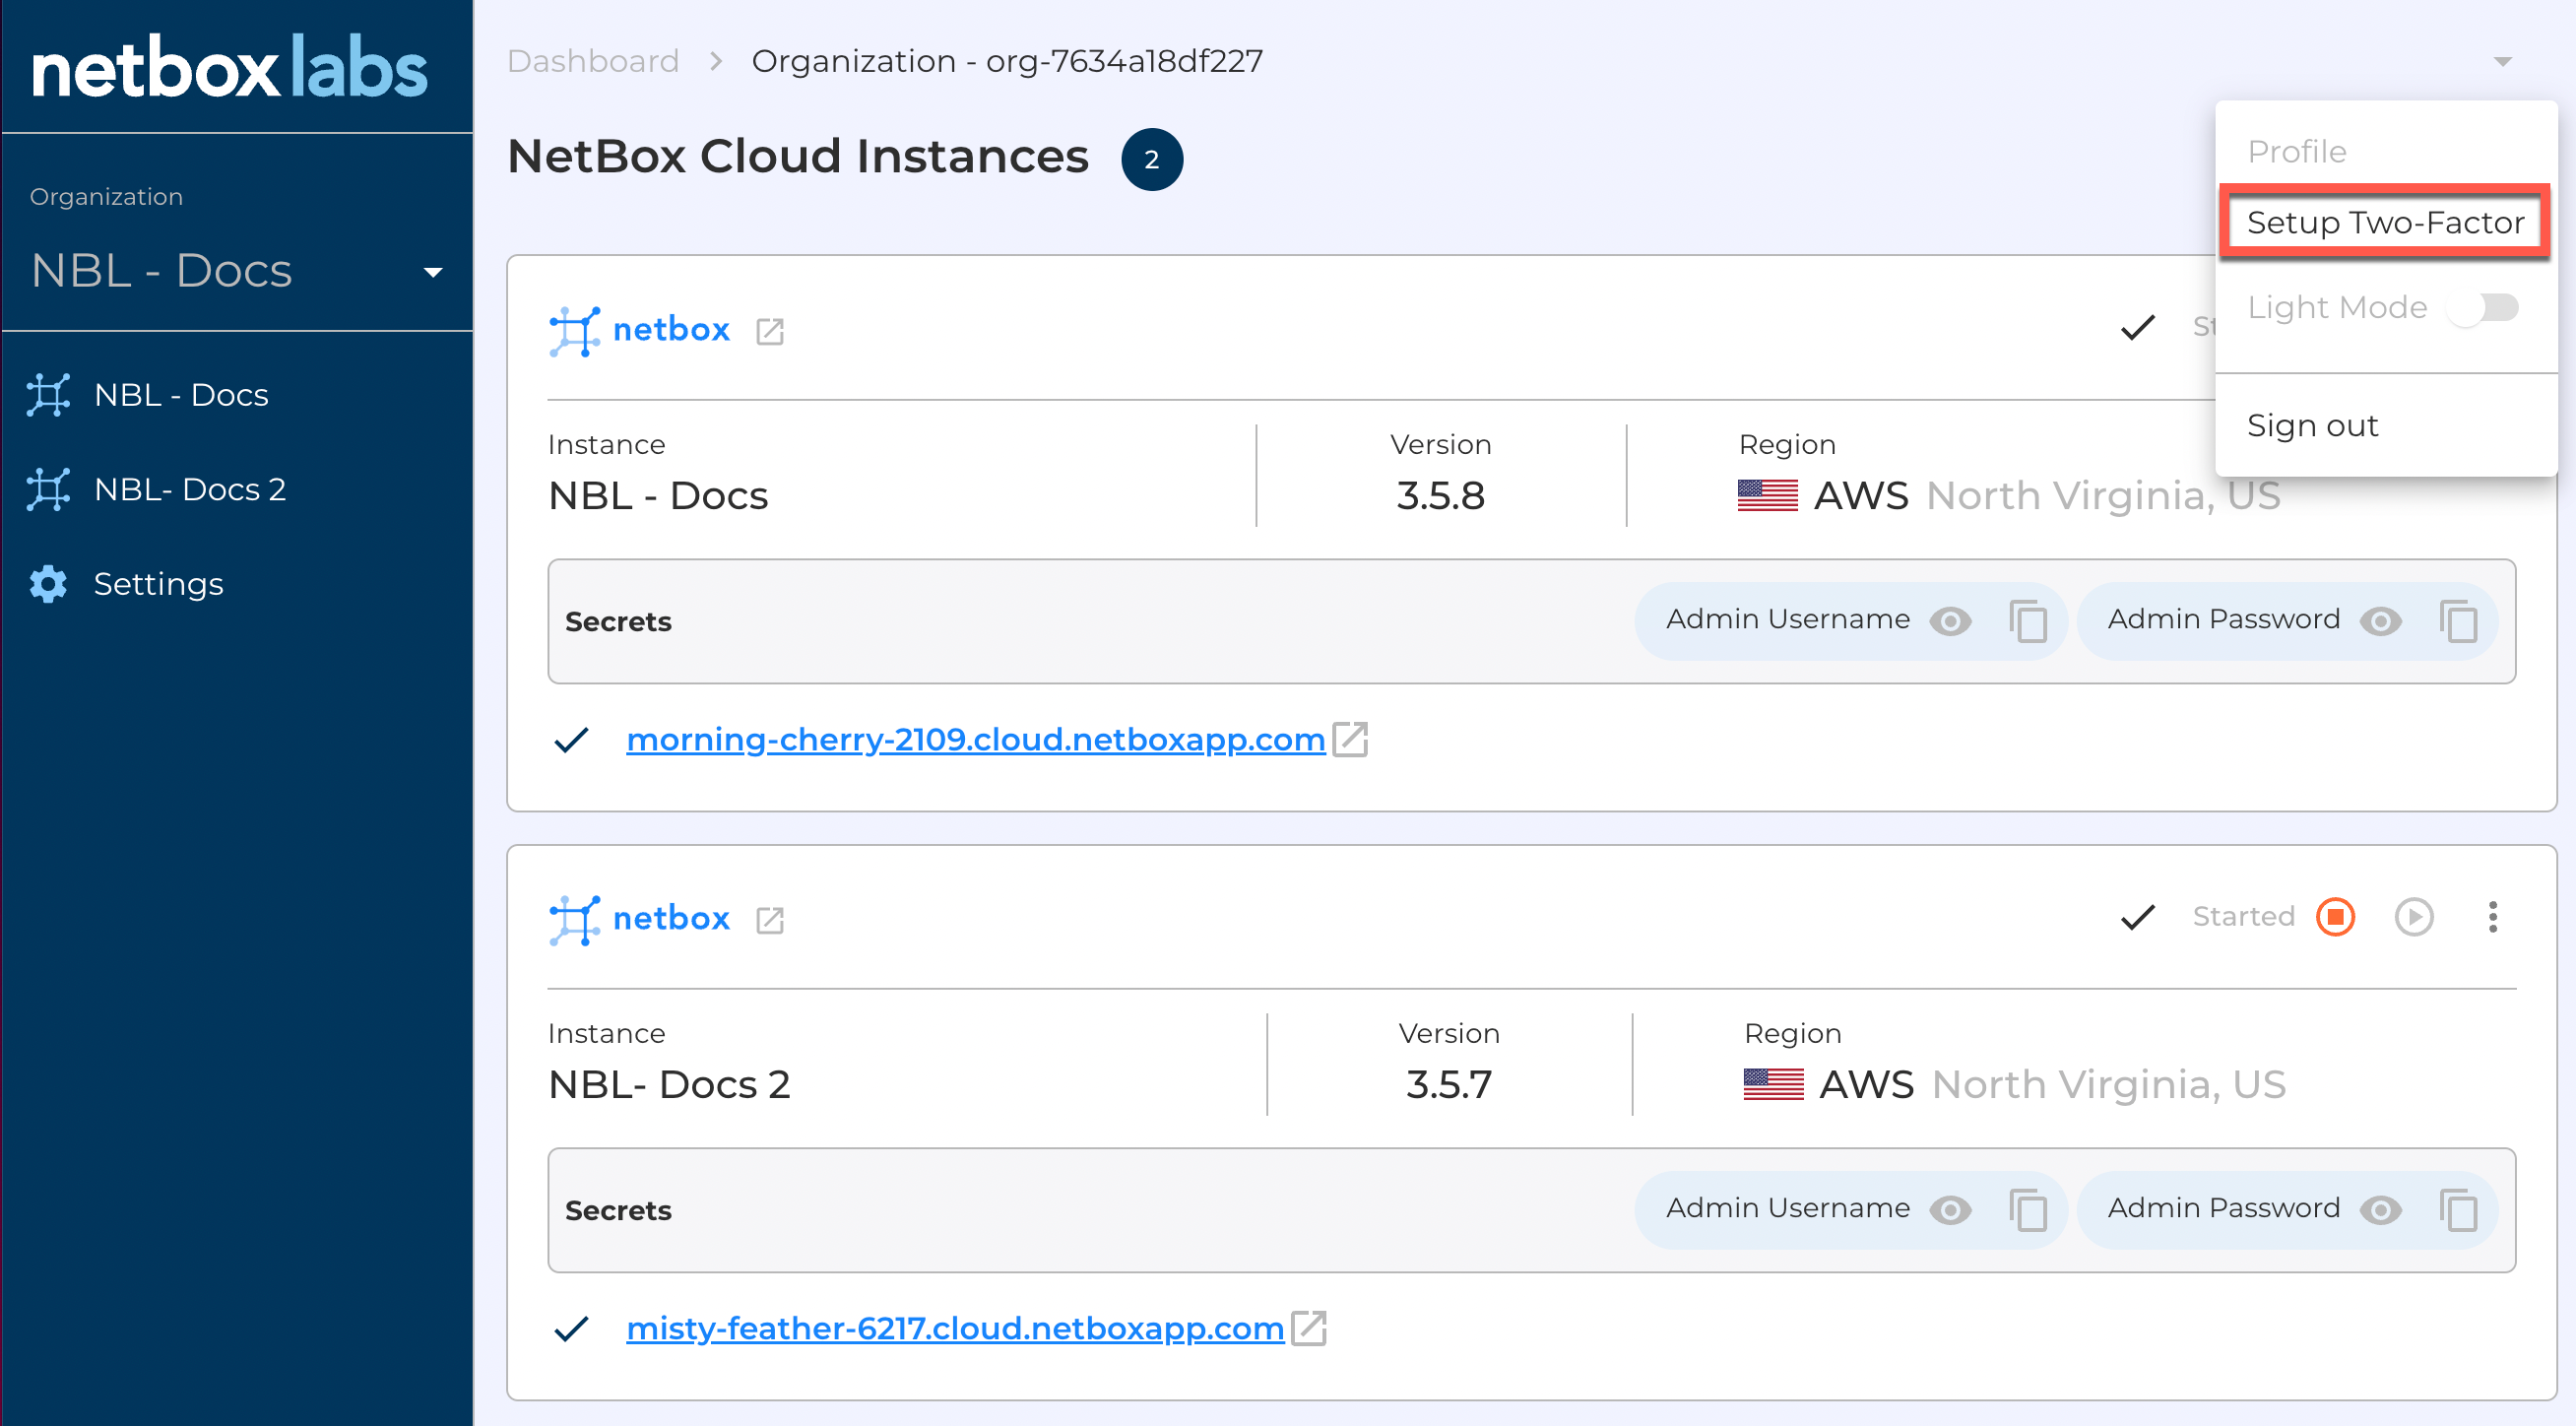 netboxlabs
Organization
NBL - Docs
NBL - Docs
NBL- Docs 2
Settings
Dashboard > Organization - org-7634a18df227
NetBox Cloud Instances 2
Profile
Setup Two-Factor
Light Mode
Sign out
netbox
Instance Version Region
NBL - Docs 3.5.8 AWS North Virginia, US
Secrets Admin Username Admin Password
morning-cherry-2109.cloud.netboxapp.com
netbox Started
Instance Version Region
NBL- Docs 2 3.5.7 AWS North Virginia, US
Secrets Admin Username Admin Password
misty-feather-6217.cloud.netboxapp.com